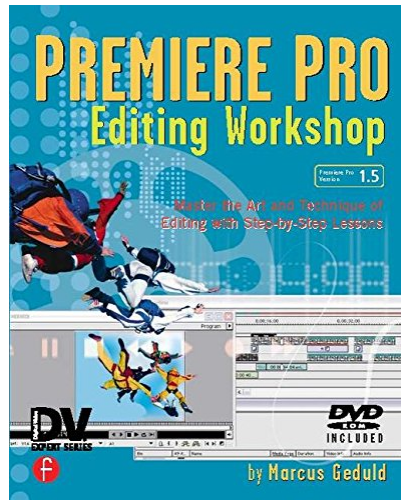 PREMIERE PRO
Editing Workshop
Premiere Pro
Version 1.5
Master the Art and Technique of
Editing with Step-by-Step Lessons
Program
DV
EXPERT SERIES
DVD
ROM
INCLUDED
by Marcus Geduld